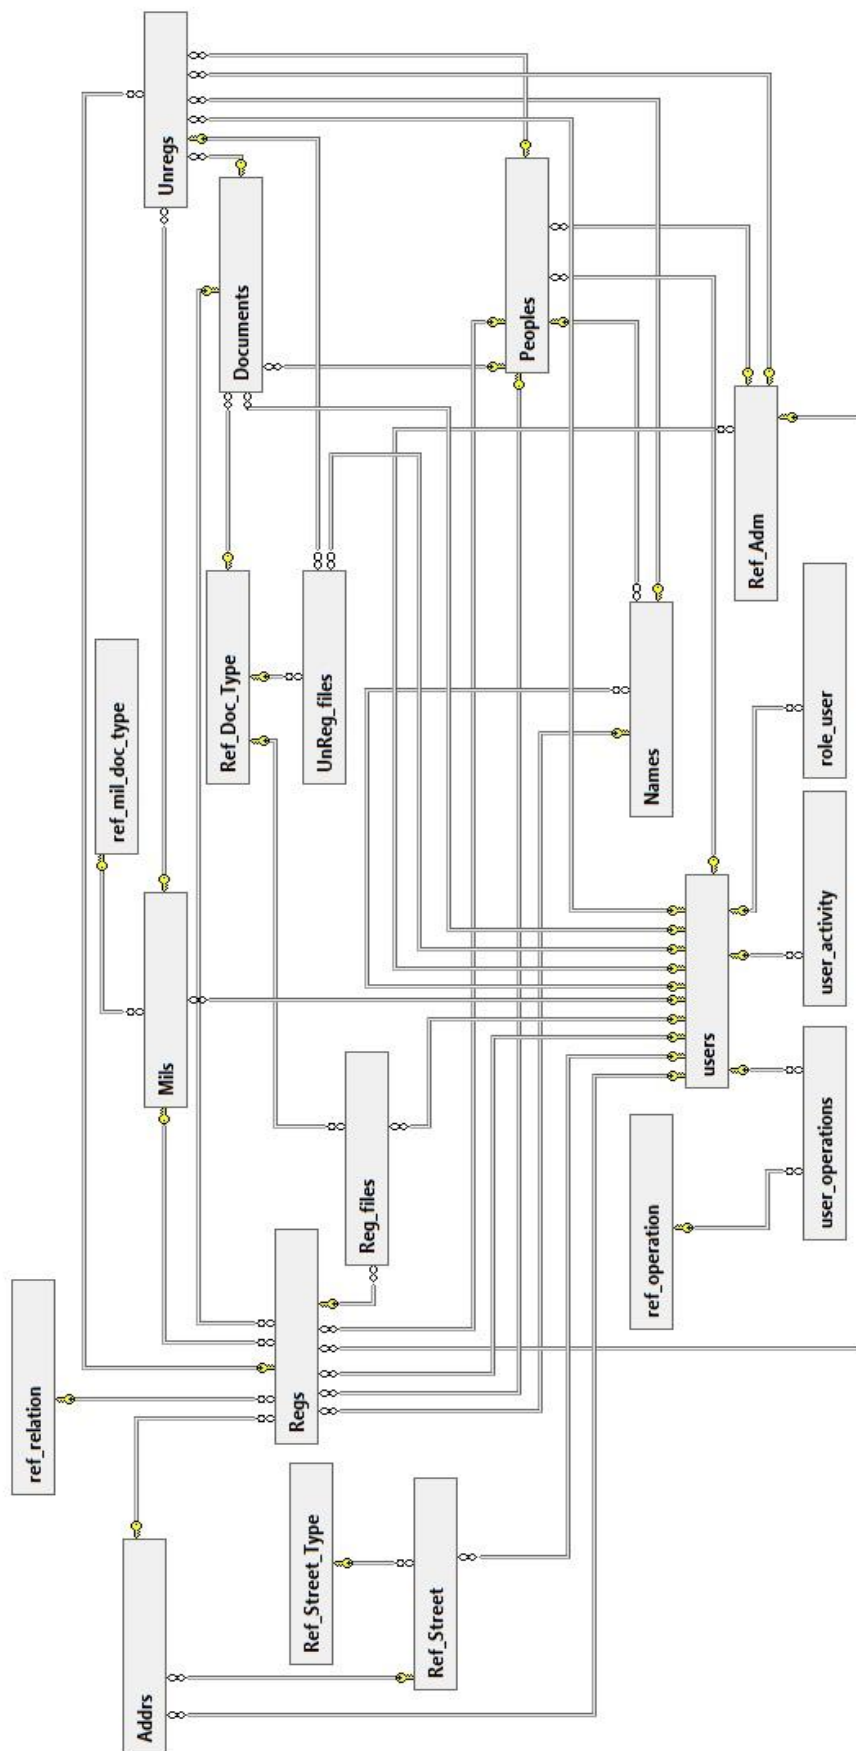 Unregs
Documents
Peoples
Ref_Adm
ref_mil_doc_type
Ref_Doc_Type
UnReg_files
Names
role_user
Mils
users
user_activity
Reg_files
ref_operation
user_operations
ref_relation
Regs
Ref_Street_Type
Ref_Street
Addrs